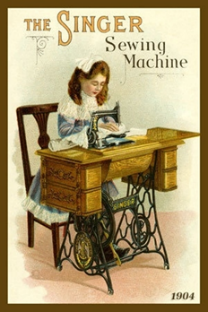 THE SINGER
Sewing
Machine
1904